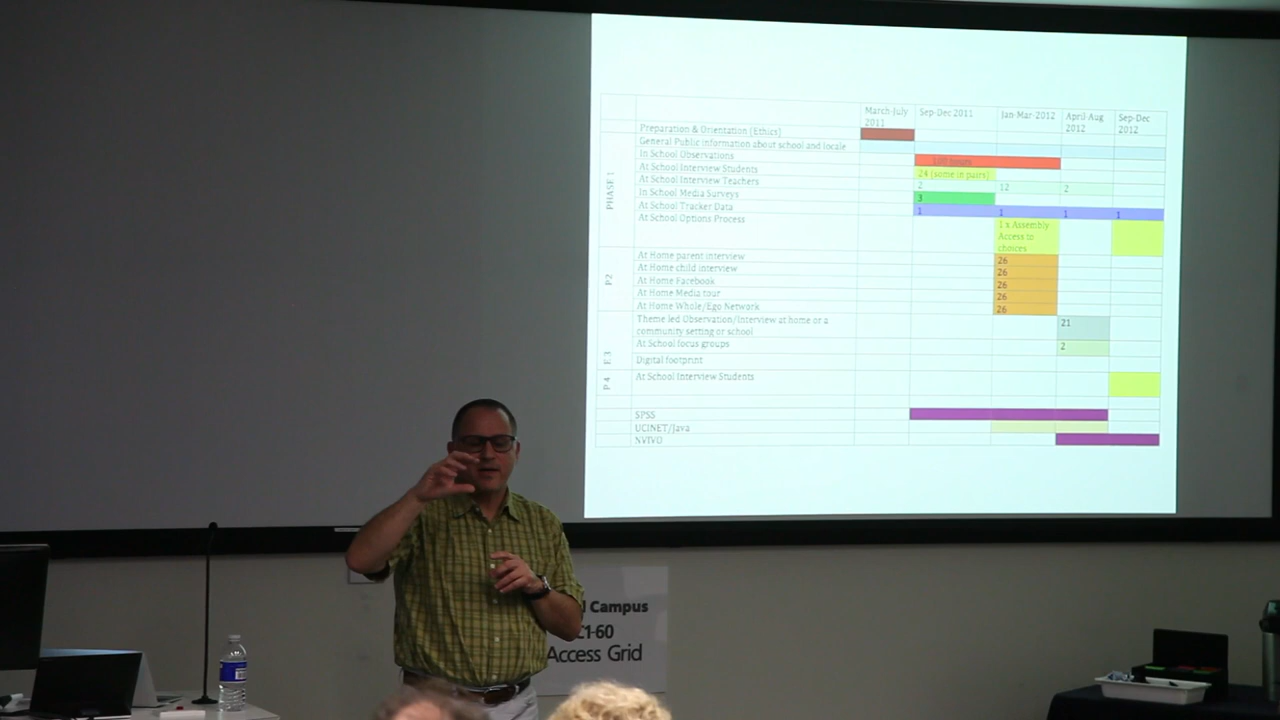 March-July
2011
Sep-Dec 2011
Jan-Mar-2012
April-Aug
2012
Sep-Dec
2012
PHASE 1
Preparation & Orientation (Ethics)
General Public information about school and locale
In School Observations
100 hours
At School Interview Students
24 (some in pairs)
At School Interview Teachers
2
12
2
In School Media Surveys
3
At School Tracker Data
1
1
1
1
At School Options Process
1 x Assembly
Access to
choices
P2
At Home parent interview
26
At Home child interview
26
At Home Facebook
26
At Home Media tour
26
At Home Whole/Ego Network
26
Theme led Observation/Interview at home or a
community setting or school
21
At School focus groups
2
Digital footprint
P4
At School Interview Students
SPSS
UCINET/Java
NVIVO
Campus
C1-60
Access Grid